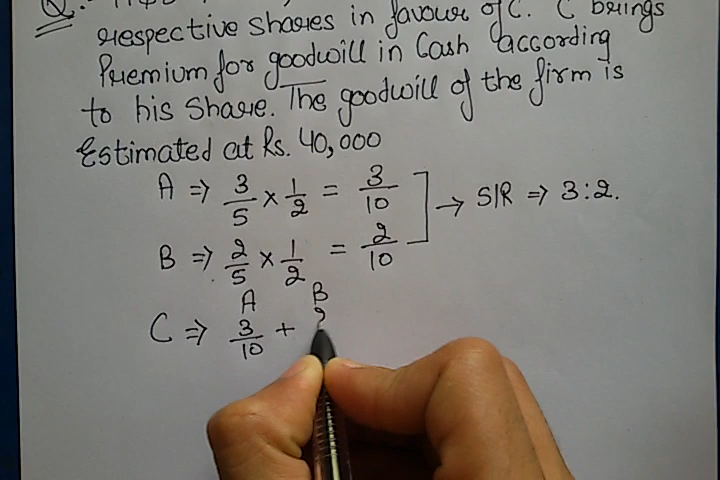 respective shares in favour of C. C brings
Premium for goodwill in Cash according
to his Share. The goodwill of the firm is
Estimated at Rs. 40,000
A ⇒ 3/5 × 1/2 = 3/10
→ S/R ⇒ 3:2.
B ⇒ 2/5 × 1/2 = 2/10
A B
C ⇒ 3/10 +